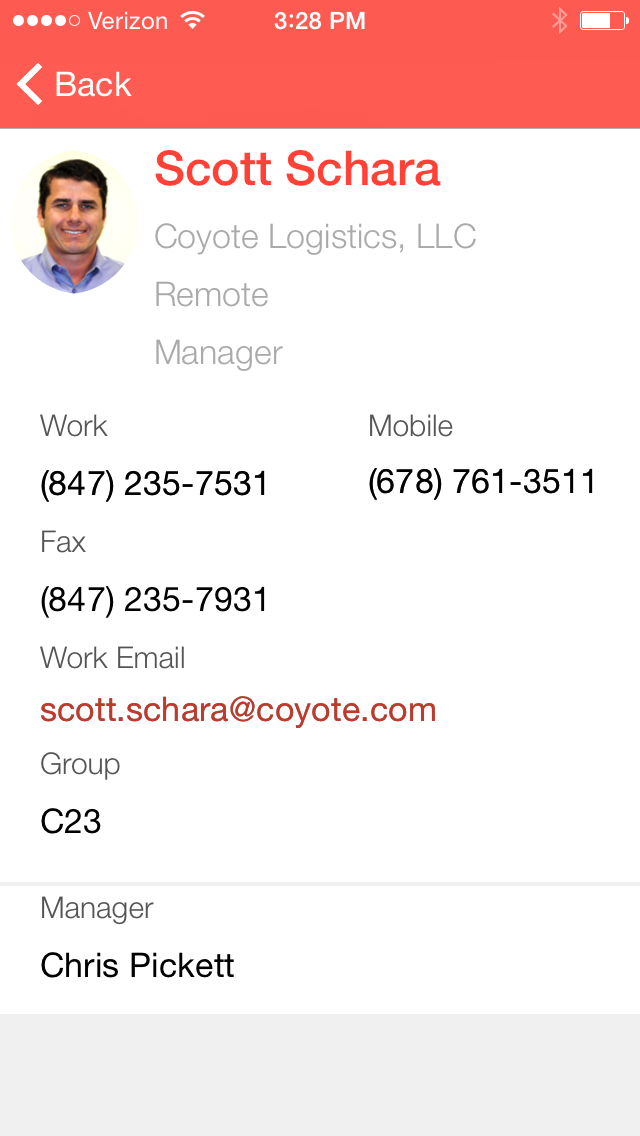 Verizon 3:28 PM
Back
Scott Schara
Coyote Logistics, LLC
Remote
Manager
Work Mobile
(847) 235-7531 (678) 761-3511
Fax
(847) 235-7931
Work Email
scott.schara@coyote.com
Group
C23
Manager
Chris Pickett